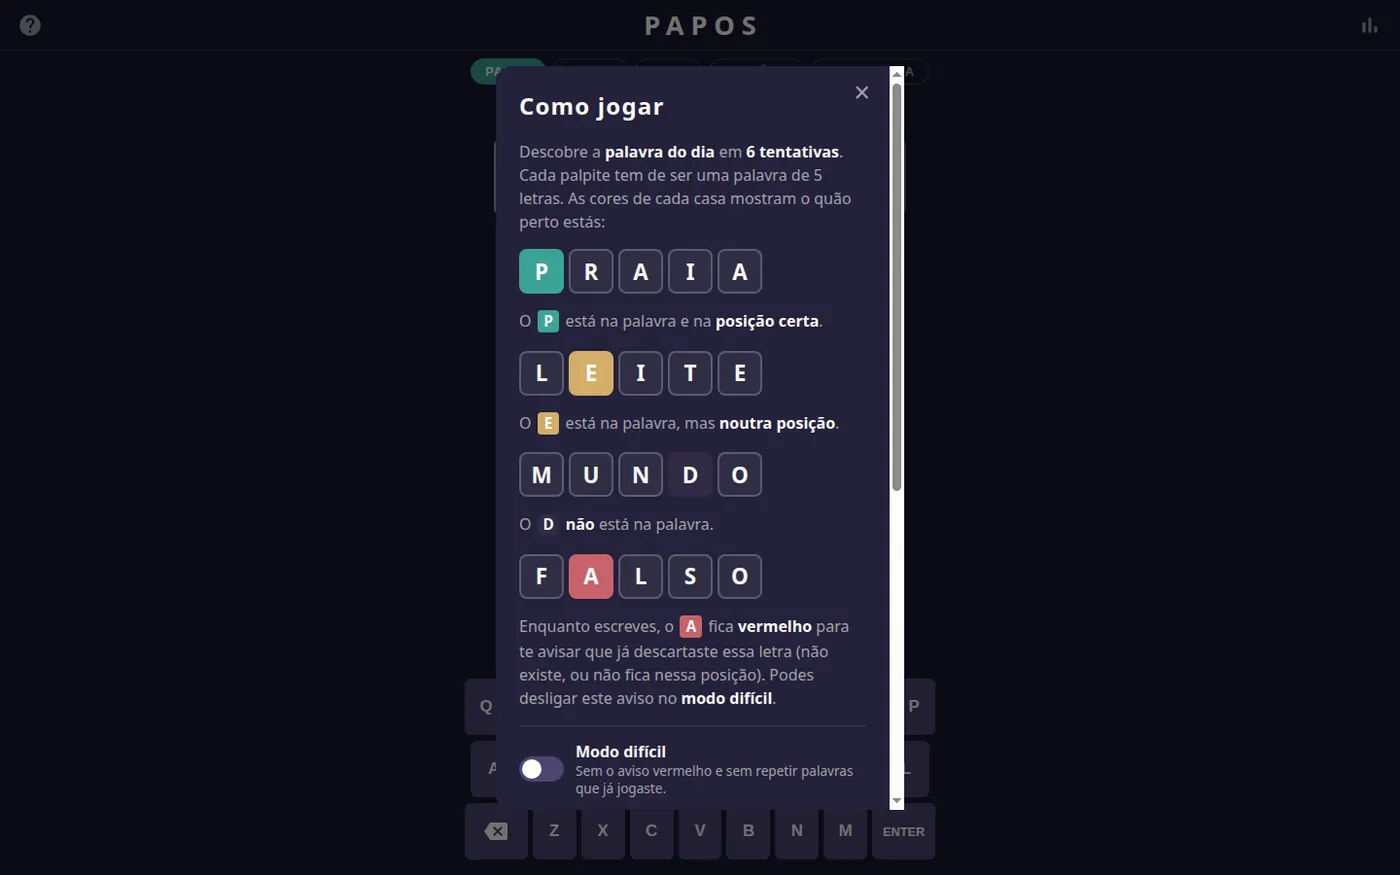 PAPOS
Como jogar
Descobre a palavra do dia em 6 tentativas.
Cada palpite tem de ser uma palavra de 5
letras. As cores de cada casa mostram o quão
perto estás:
P R A I A
O P está na palavra e na posição certa.
L E I T E
O E está na palavra, mas noutra posição.
M U N D O
O D não está na palavra.
F A L S O
Enquanto escreves, o A fica vermelho para
te avisar que já descartaste essa letra (não
existe, ou não fica nessa posição). Podes
desligar este aviso no modo difícil.
Modo difícil
Sem o aviso vermelho e sem repetir palavras
que já jogaste.
Q P
A L
Z X C V B N M ENTER